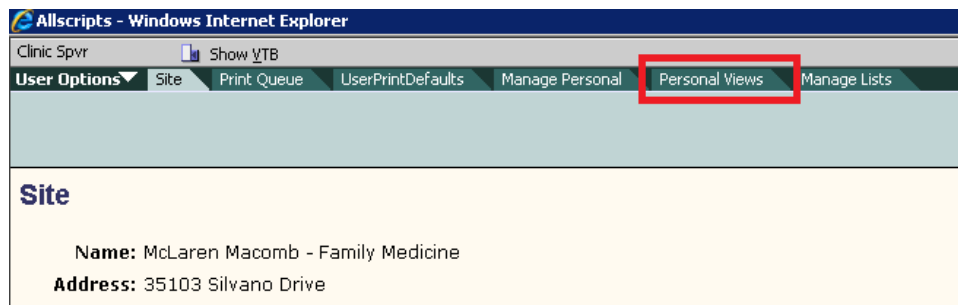 Allscripts - Windows Internet Explorer
Clinic Spvr Show VTB
User Options Site Print Queue UserPrintDefaults Manage Personal Personal Views Manage Lists
Site
Name: McLaren Macomb - Family Medicine
Address: 35103 Silvano Drive